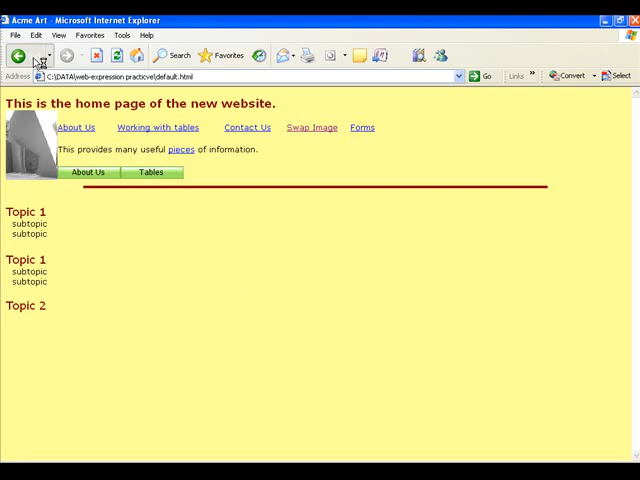 Acme Art - Microsoft Internet Explorer
File Edit View Favorites Tools Help
Search Favorites
Address C:\DATA\web-expression practicve\default.html Go Links » Convert Select
This is the home page of the new website.
About Us Working with tables Contact Us Swap Image Forms
This provides many useful pieces of information.
About Us Tables
Topic 1
subtopic
subtopic
Topic 1
subtopic
subtopic
Topic 2